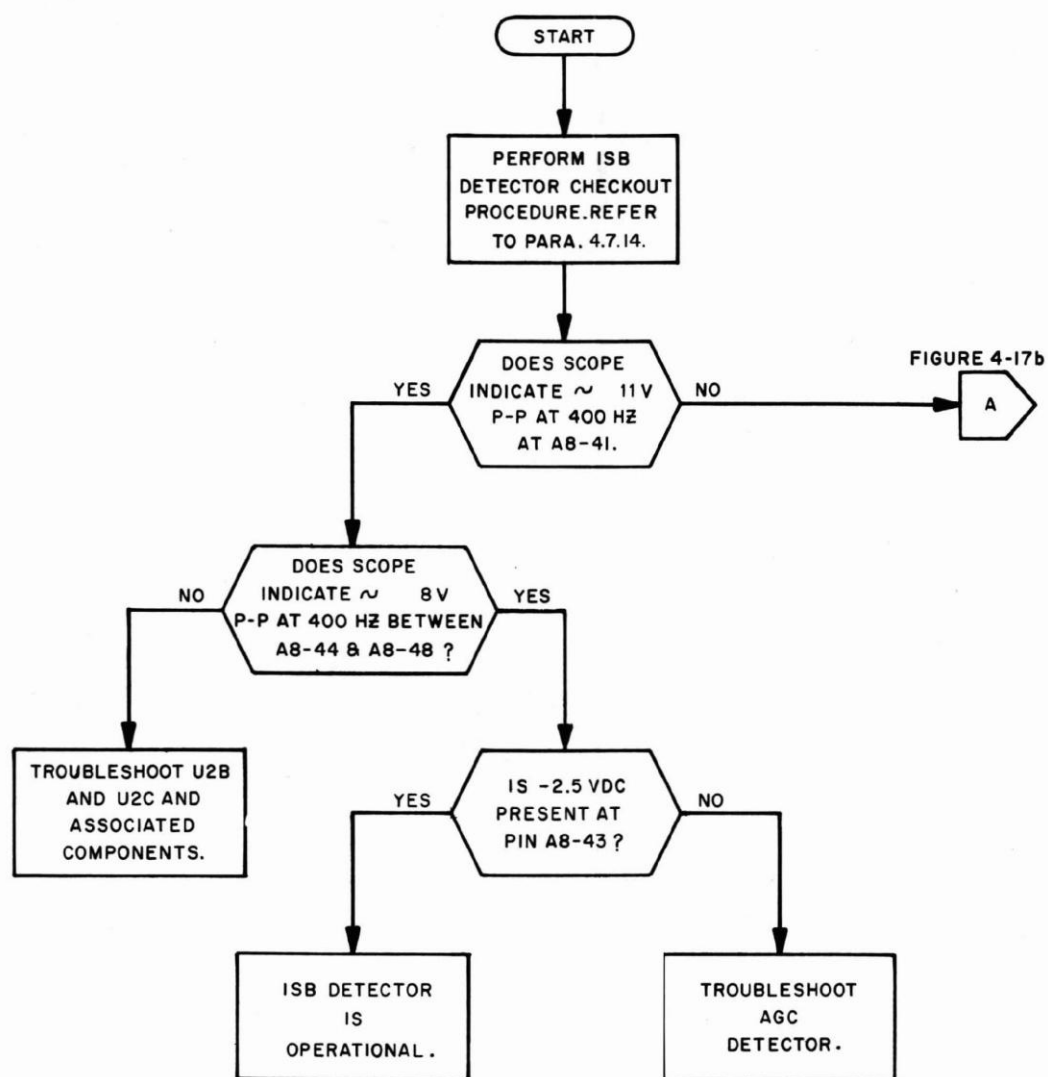 START
PERFORM ISB
DETECTOR CHECKOUT
PROCEDURE.REFER
TO PARA. 4.7.14.
DOES SCOPE
INDICATE ~ 11V
P-P AT 400 HZ
AT A8-41.
YES
NO
FIGURE 4-17b
A
DOES SCOPE
INDICATE ~ 8V
P-P AT 400 HZ BETWEEN
A8-44 & A8-48 ?
NO
YES
TROUBLESHOOT U2B
AND U2C AND
ASSOCIATED
COMPONENTS.
IS -2.5 VDC
PRESENT AT
PIN A8-43 ?
YES
NO
ISB DETECTOR
IS
OPERATIONAL.
TROUBLESHOOT
AGC
DETECTOR.